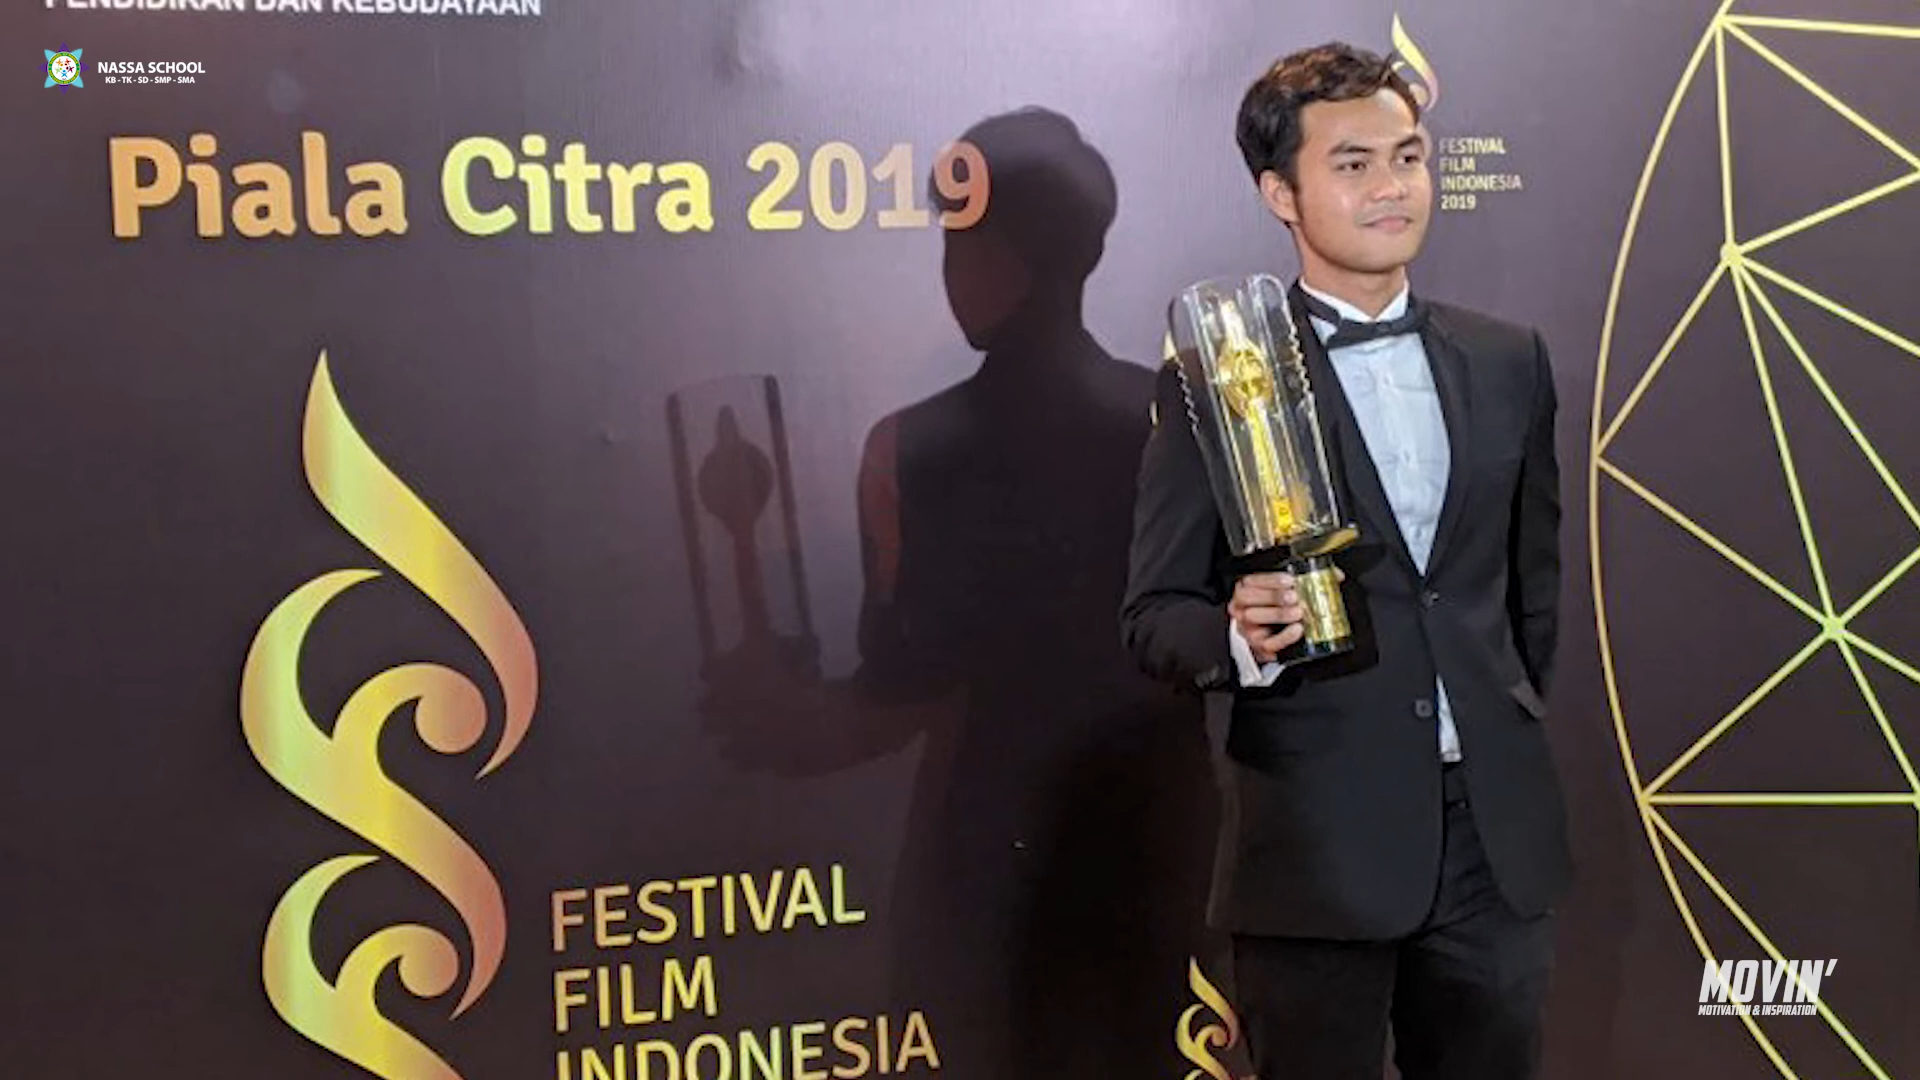 PENDIDIKAN DAN KEBUDAYAAN
NASSA SCHOOL
KB - TK - SD - SMP - SMA
Piala Citra 2019
FESTIVAL
FILM
INDONESIA
2019
FESTIVAL
FILM
INDONESIA
MOVIN'
MOTIVATION & INSPIRATION